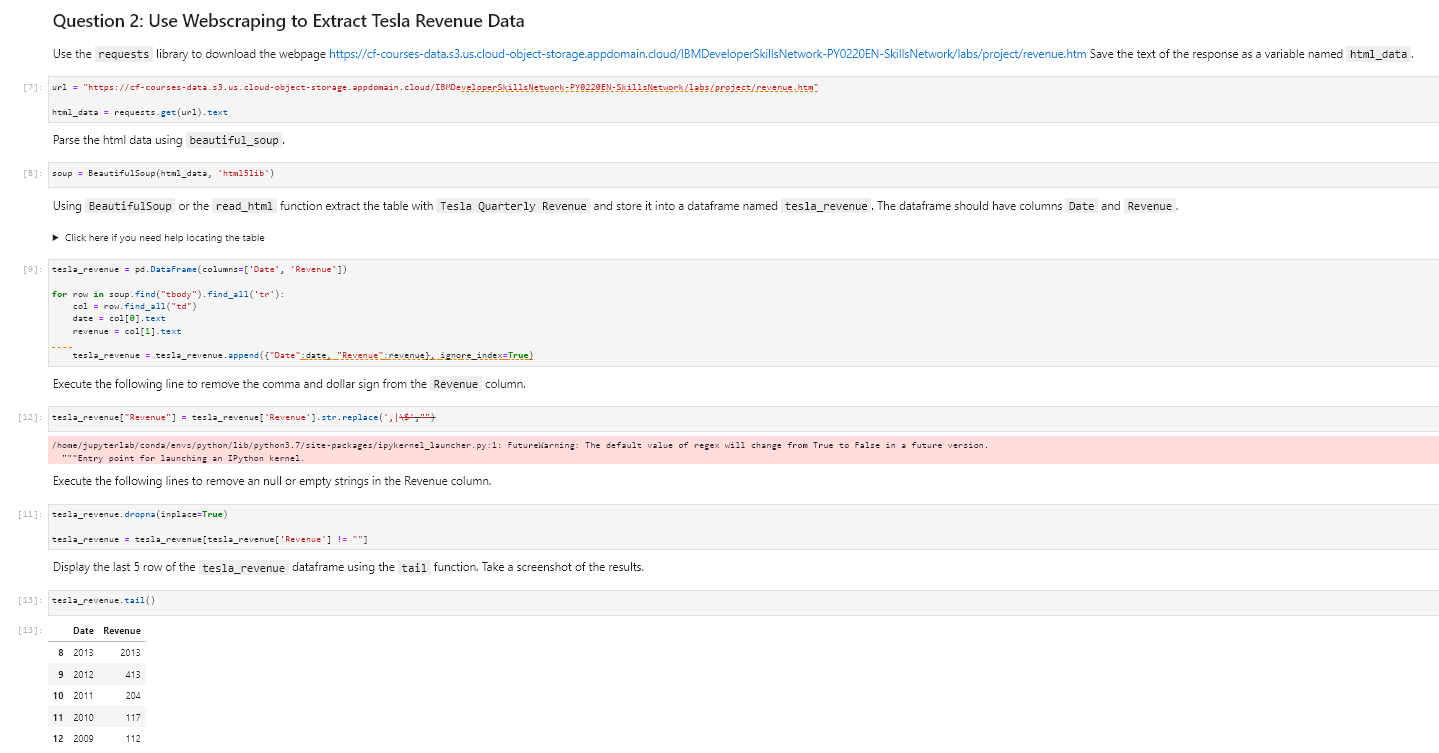 Question 2: Use Webscraping to Extract Tesla Revenue Data
Use the requests library to download the webpage https://cf-courses-data.s3.us.cloud-object-storage.appdomain.cloud/IBMDeveloperSkillsNetwork-PY0220EN-SkillsNetwork/labs/project/revenue.htm Save the text of the response as a variable named html_data .
[7]: url = "https://cf-courses-data.s3.us.cloud-object-storage.appdomain.cloud/IBMDeveloperSkillsNetwork-PY0220EN-SkillsNetwork/labs/project/revenue.htm"
html_data = requests.get(url).text
Parse the html data using beautiful_soup .
[8]: soup = BeautifulSoup(html_data, 'html5lib')
Using BeautifulSoup or the read_html function extract the table with Tesla Quarterly Revenue and store it into a dataframe named tesla_revenue . The dataframe should have columns Date and Revenue .
▶ Click here if you need help locating the table
[9]: tesla_revenue = pd.DataFrame(columns=['Date', 'Revenue'])
for row in soup.find("tbody").find_all('tr'):
    col = row.find_all("td")
    date = col[0].text
    revenue = col[1].text
    tesla_revenue = tesla_revenue.append({"Date":date, "Revenue":revenue}, ignore_index=True)
Execute the following line to remove the comma and dollar sign from the Revenue column.
[12]: tesla_revenue["Revenue"] = tesla_revenue['Revenue'].str.replace(',|\$',"")
/home/jupyterlab/conda/envs/python/lib/python3.7/site-packages/ipykernel_launcher.py:1: FutureWarning: The default value of regex will change from True to False in a future version.
  """Entry point for launching an IPython kernel.
Execute the following lines to remove an null or empty strings in the Revenue column.
[11]: tesla_revenue.dropna(inplace=True)
tesla_revenue = tesla_revenue[tesla_revenue['Revenue'] != ""]
Display the last 5 row of the tesla_revenue dataframe using the tail function. Take a screenshot of the results.
[13]: tesla_revenue.tail()
[13]: Date Revenue
8 2013 2013
9 2012 413
10 2011 204
11 2010 117
12 2009 112